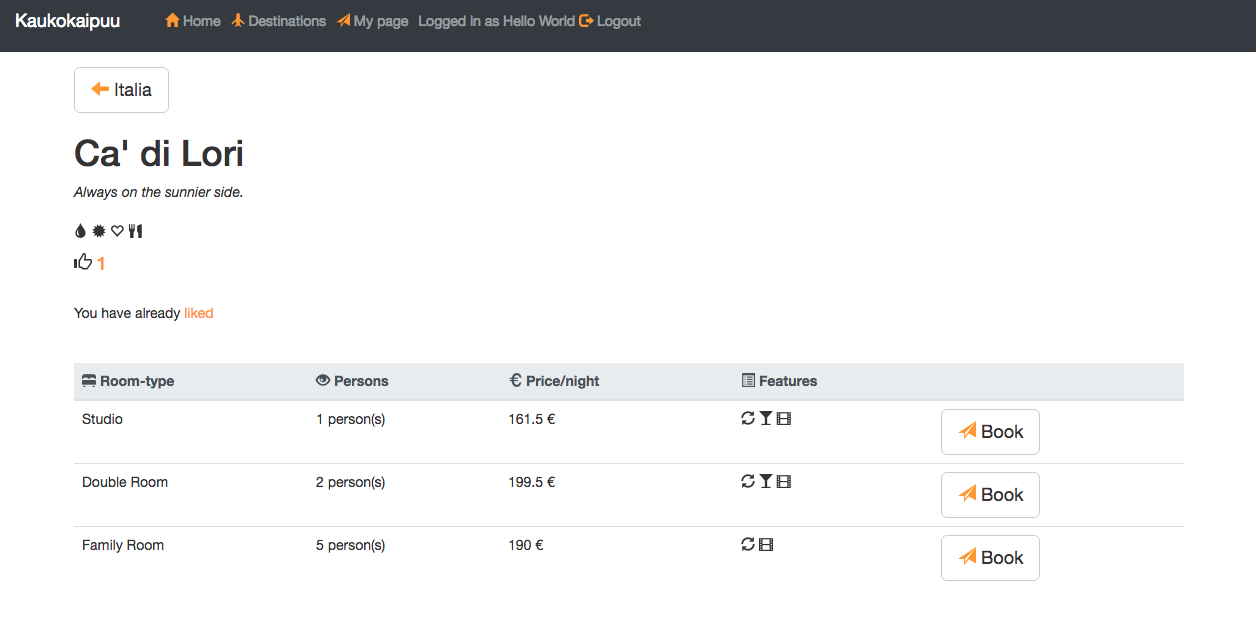 Kaukokaipuu Home Destinations My page Logged in as Hello World Logout
Italia
Ca' di Lori
Always on the sunnier side.
1
You have already liked
Room-type Persons € Price/night Features
Studio 1 person(s) 161.5 € Book
Double Room 2 person(s) 199.5 € Book
Family Room 5 person(s) 190 € Book